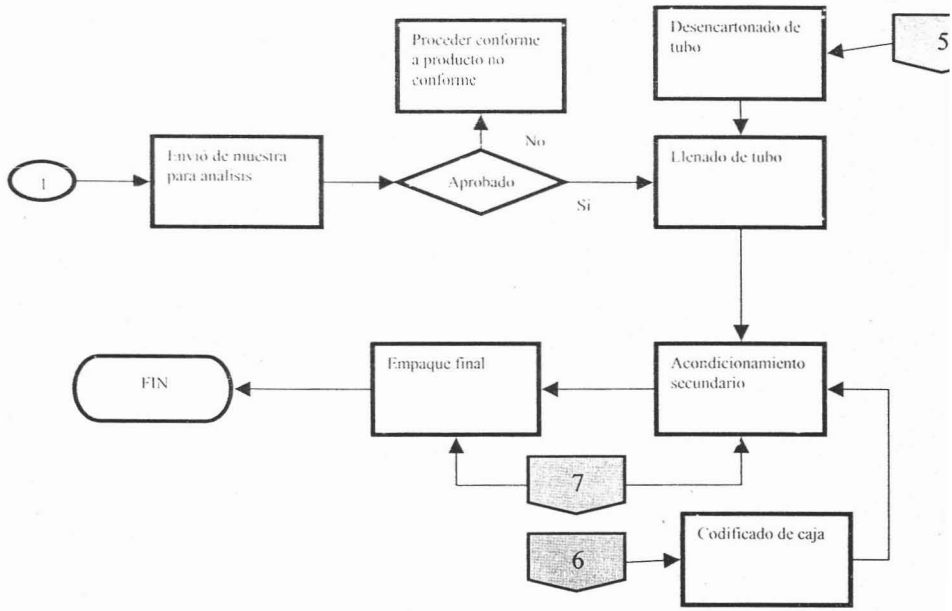 Proceder conforme
a producto no
conforme
Desencartonado de
tubo
5
No
1
Envió de muestra
para análisis
Aprobado
Si
Llenado de tubo
FIN
Empaque final
Acondicionamiento
secundario
7
6
Codificado de caja